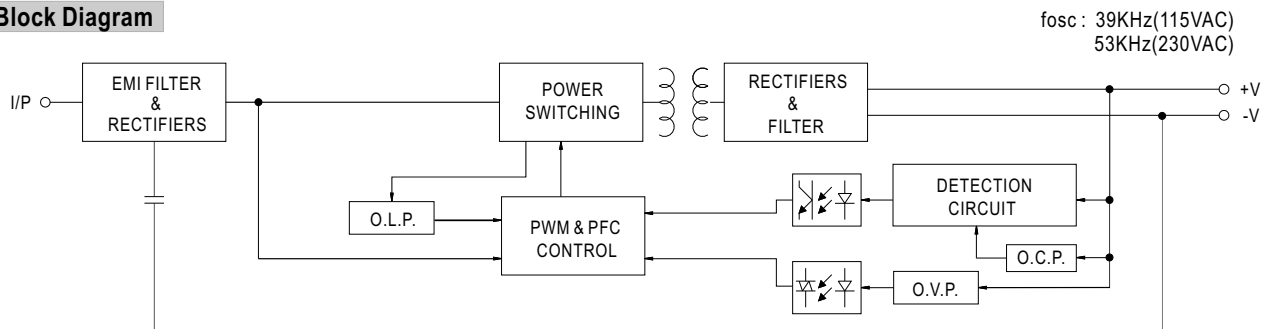 Block Diagram
fosc : 39KHz(115VAC)
53KHz(230VAC)
I/P
EMI FILTER
&
RECTIFIERS
POWER
SWITCHING
RECTIFIERS
&
FILTER
+V
-V
O.L.P.
PWM & PFC
CONTROL
DETECTION
CIRCUIT
O.C.P.
O.V.P.